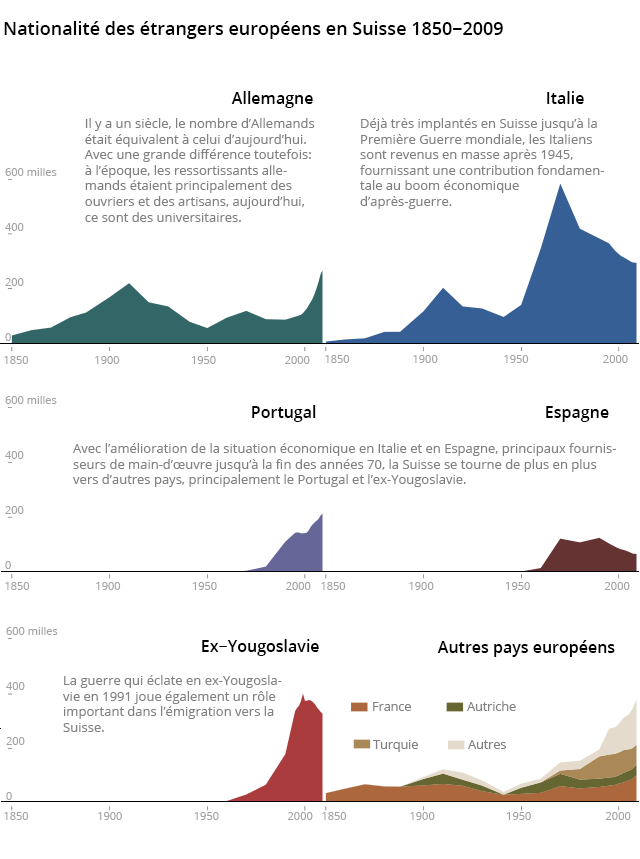 Nationalité des étrangers européens en Suisse 1850–2009
Allemagne
Il y a un siècle, le nombre d'Allemands
était équivalent à celui d'aujourd'hui.
Avec une grande différence toutefois:
à l'époque, les ressortissants alle-
mands étaient principalement des
ouvriers et des artisans, aujourd'hui,
ce sont des universitaires.
600 milles
400
200
0
1850
1900
1950
2000
Italie
Déjà très implantés en Suisse jusqu'à la
Première Guerre mondiale, les Italiens
sont revenus en masse après 1945,
fournissant une contribution fondamen-
tale au boom économique
d'après-guerre.
1850
1900
1950
2000
600 milles
400
200
0
Portugal
Espagne
Avec l'amélioration de la situation économique en Italie et en Espagne, principaux fournis-
seurs de main-d'œuvre jusqu'à la fin des années 70, la Suisse se tourne de plus en plus
vers d'autres pays, principalement le Portugal et l'ex-Yougoslavie.
1850
1900
1950
2000
1850
1900
1950
2000
600 milles
400
200
0
Ex–Yougoslavie
La guerre qui éclate en ex-Yougosla-
vie en 1991 joue également un rôle
important dans l'émigration vers la
Suisse.
1850
1900
1950
2000
Autres pays européens
France
Autriche
Turquie
Autres
1850
1900
1950
2000